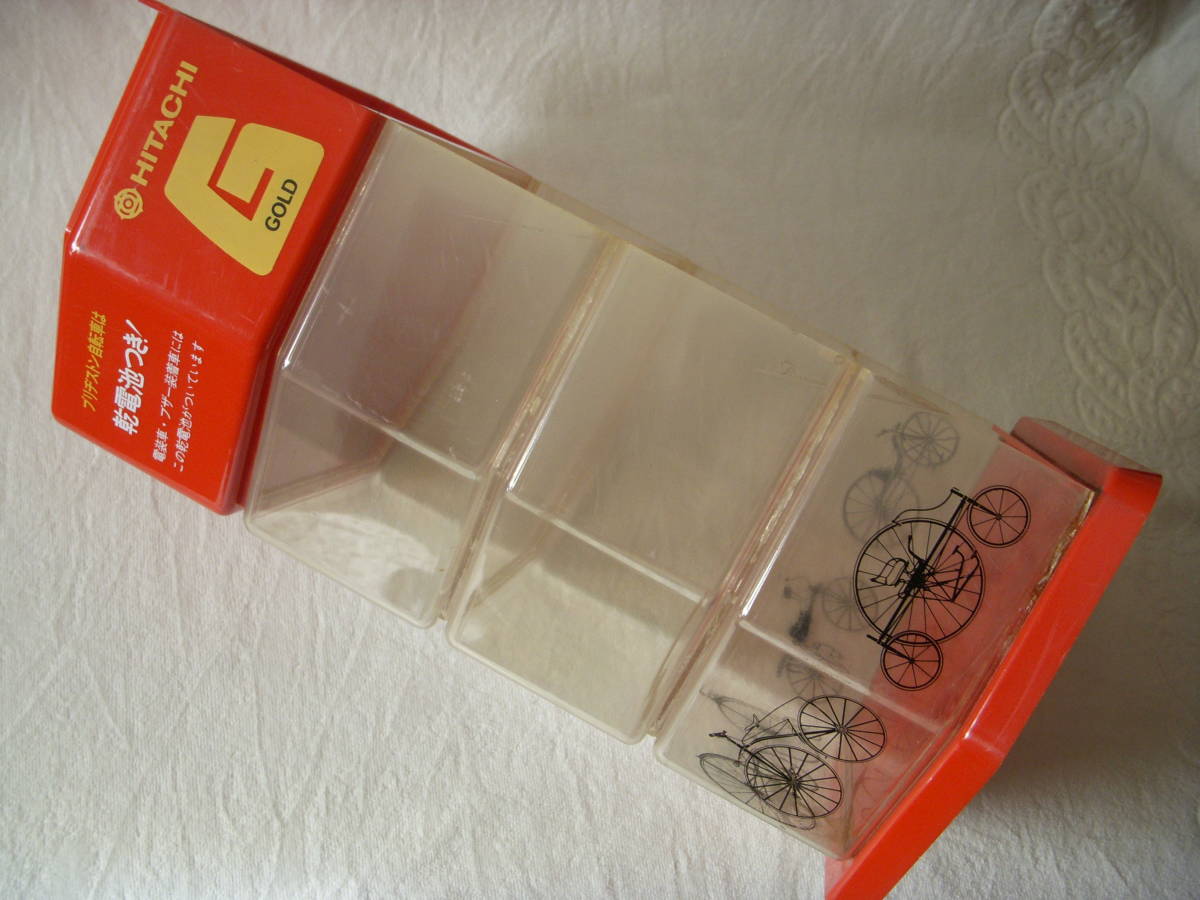 HITACHI
G
GOLD
ブリヂストン自転車は
乾電池つき!
電装車・ブザー装着車には
この乾電池がついています